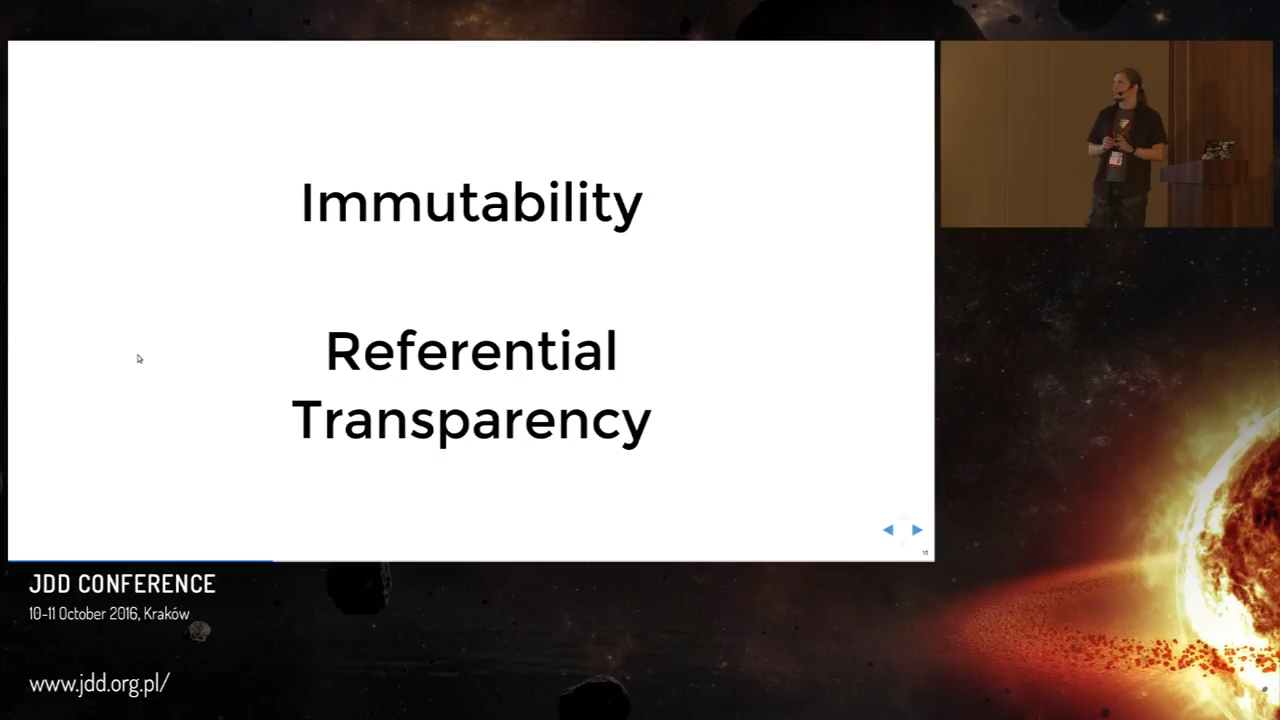 Immutability
Referential
Transparency
JDD CONFERENCE
10-11 October 2016, Kraków
www.jdd.org.pl/